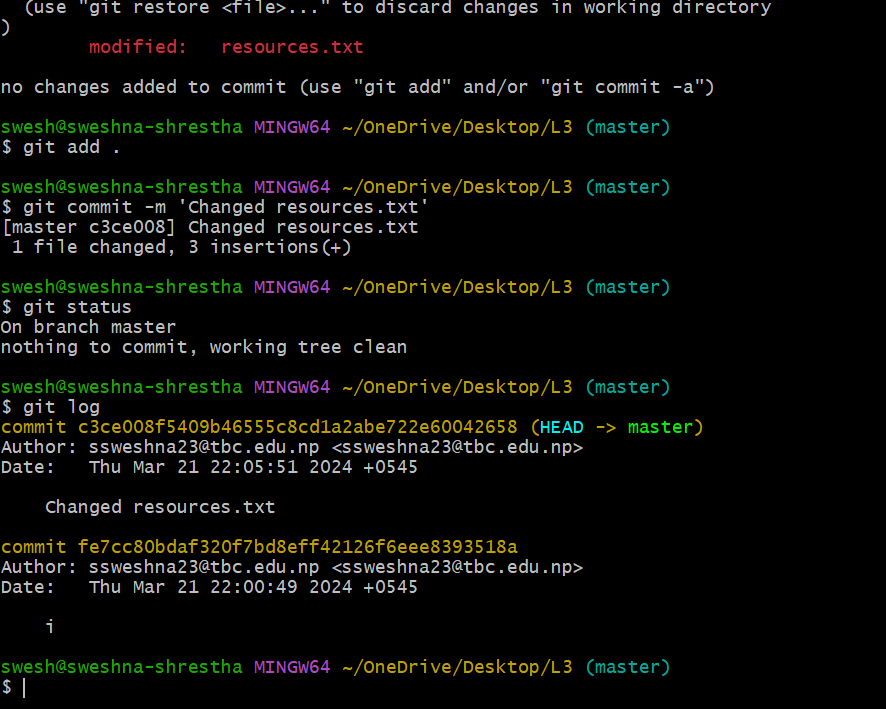 (use "git restore <file>..." to discard changes in working directory
)
modified:   resources.txt
no changes added to commit (use "git add" and/or "git commit -a")
swesh@sweshna-shrestha MINGW64 ~/OneDrive/Desktop/L3 (master)
$ git add .
swesh@sweshna-shrestha MINGW64 ~/OneDrive/Desktop/L3 (master)
$ git commit -m 'Changed resources.txt'
[master c3ce008] Changed resources.txt
1 file changed, 3 insertions(+)
swesh@sweshna-shrestha MINGW64 ~/OneDrive/Desktop/L3 (master)
$ git status
On branch master
nothing to commit, working tree clean
swesh@sweshna-shrestha MINGW64 ~/OneDrive/Desktop/L3 (master)
$ git log
commit c3ce008f5409b46555c8cd1a2abe722e60042658 (HEAD -> master)
Author: ssweshna23@tbc.edu.np <ssweshna23@tbc.edu.np>
Date:   Thu Mar 21 22:05:51 2024 +0545
Changed resources.txt
commit fe7cc80bdaf320f7bd8eff42126f6eee8393518a
Author: ssweshna23@tbc.edu.np <ssweshna23@tbc.edu.np>
Date:   Thu Mar 21 22:00:49 2024 +0545
i
swesh@sweshna-shrestha MINGW64 ~/OneDrive/Desktop/L3 (master)
$